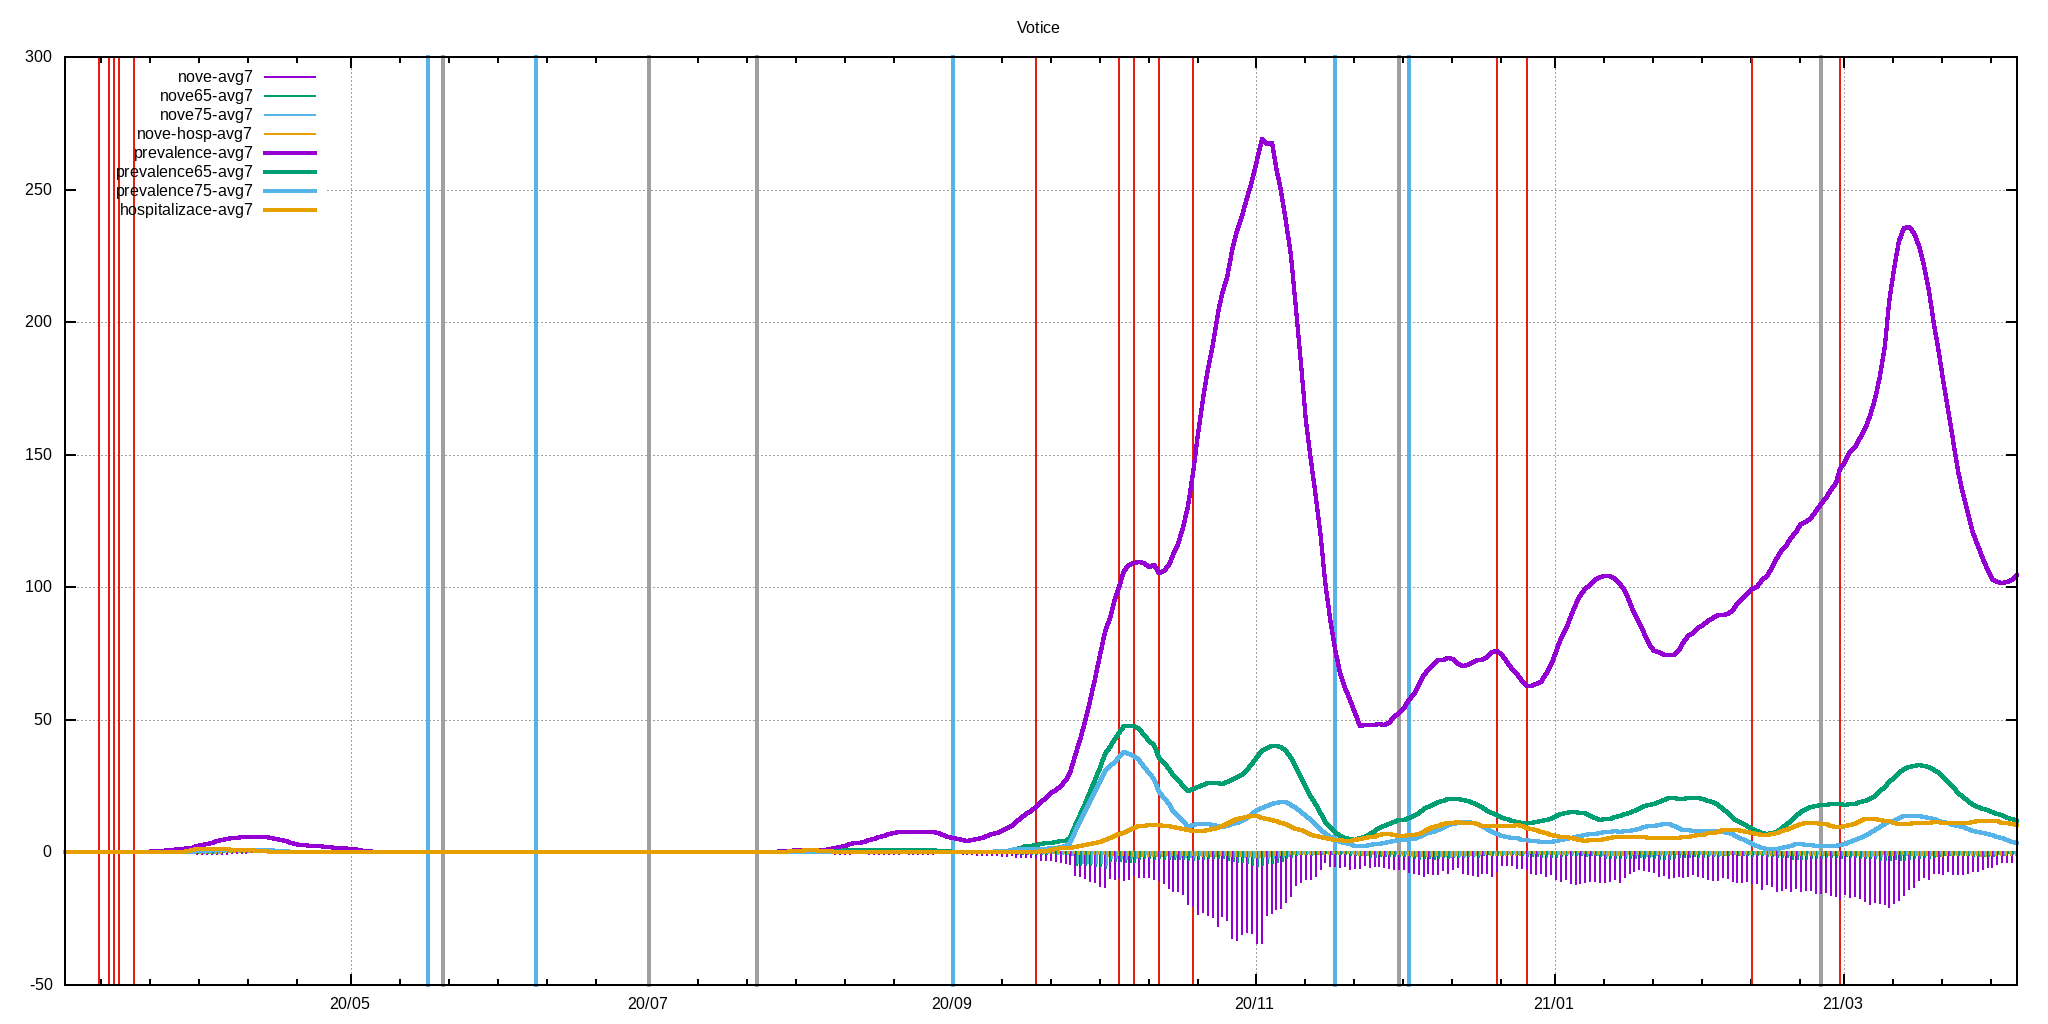 Votice
300
250
200
150
100
50
0
-50
nove-avg7
nove65-avg7
nove75-avg7
nove-hosp-avg7
prevalence-avg7
prevalence65-avg7
prevalence75-avg7
hospitalizace-avg7
20/05 20/07 20/09 20/11 21/01 21/03